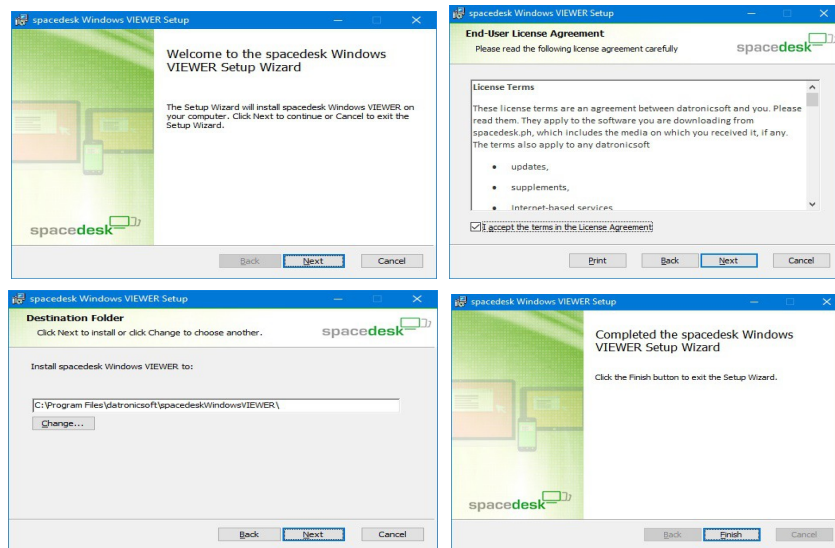 spacedesk Windows VIEWER Setup
Welcome to the spacedesk Windows
VIEWER Setup Wizard
The Setup Wizard will install spacedesk Windows VIEWER on
your computer. Click Next to continue or Cancel to exit the
Setup Wizard.
spacedesk
Back Next Cancel
spacedesk Windows VIEWER Setup
End-User License Agreement
Please read the following license agreement carefully
spacedesk
License Terms
These license terms are an agreement between datronicsoft and you. Please
read them. They apply to the software you are downloading from
spacedesk.ph, which includes the media on which you received it, if any.
The terms also apply to any datronicsoft
• updates,
• supplements,
• Internet-based services
I accept the terms in the License Agreement
Print Back Next Cancel
spacedesk Windows VIEWER Setup
Destination Folder
Click Next to install or click Change to choose another.
spacedesk
Install spacedesk Windows VIEWER to:
C:\Program Files\datronicsoft\spacedeskWindowsVIEWER\
Change...
Back Next Cancel
spacedesk Windows VIEWER Setup
Completed the spacedesk Windows
VIEWER Setup Wizard
Click the Finish button to exit the Setup Wizard.
spacedesk
Back Finish Cancel